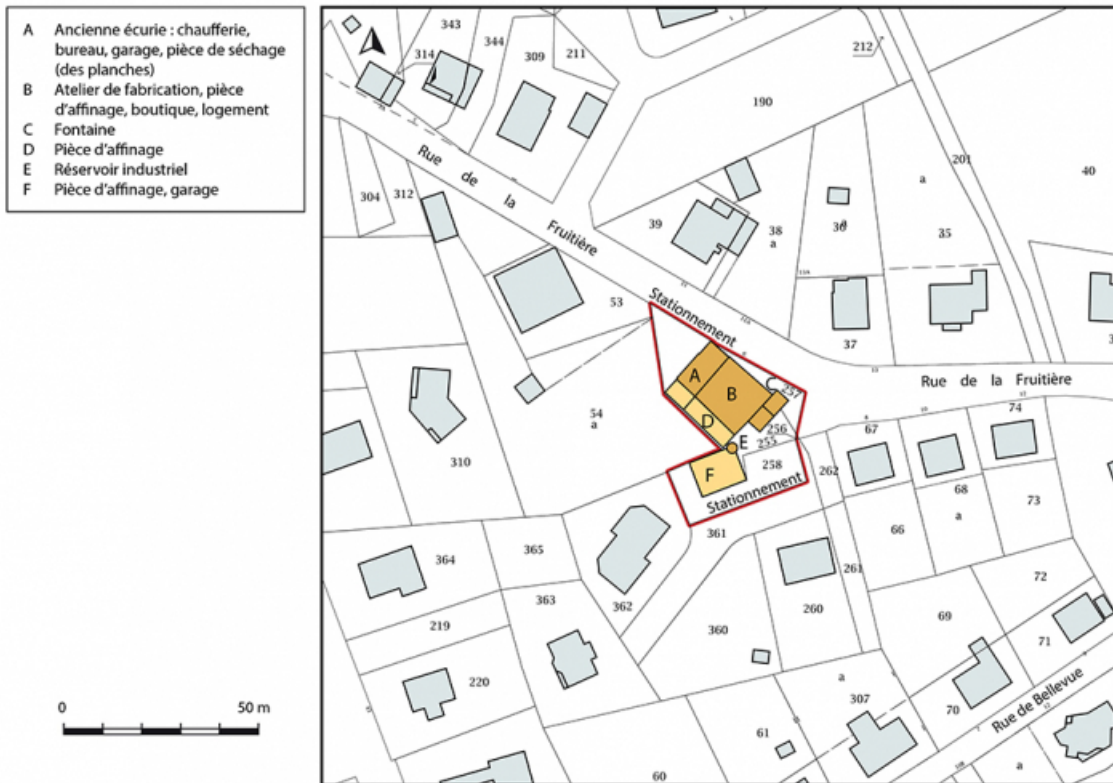 A Ancienne écurie : chaufferie,
bureau, garage, pièce de séchage
(des planches)
B Atelier de fabrication, pièce
d'affinage, boutique, logement
C Fontaine
D Pièce d'affinage
E Réservoir industriel
F Pièce d'affinage, garage
0 50 m
343
344
314
309
211
212
190
201
40
304
312
Rue de la Fruitière
39
38
a
36
a
a
35
53
Stationnement
37
Rue de la Fruitière
A
B
C
257
D
E
256
255
54
a
F
258
Stationnement
262
67
74
310
68
a
73
66
361
364
365
261
72
363
362
260
219
360
69
71
220
a
307
70
Rue de Bellevue
61
60
a